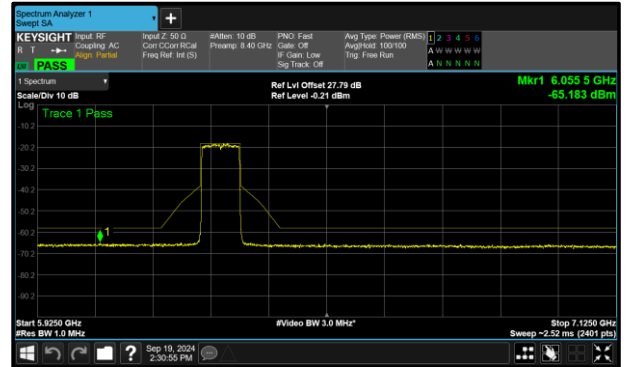 Spectrum Analyzer 1
Swept SA
KEYSIGHT
R T
PASS
Input: RF
Coupling: AC
Align: Partial
Input Z: 50 Ω
Corr CCorr RCal
Freq Ref: Int (S)
#Atten: 10 dB
Preamp: 8.40 GHz
PNO: Fast
Gate: Off
IF Gain: Low
Sig Track: Off
Avg Type: Power (RMS)
Avg|Hold: 100/100
Trig: Free Run
1 2 3 4 5 6
A W W W W W
A N N N N N
1 Spectrum
Scale/Div 10 dB
Ref Lvl Offset 27.79 dB
Ref Level -0.21 dBm
Mkr1 6.055 5 GHz
-65.183 dBm
Log
Trace 1 Pass
-10.2
-20.2
-30.2
-40.2
-50.2
-60.2
-70.2
-80.2
-90.2
1
Start 5.9250 GHz
#Res BW 1.0 MHz
#Video BW 3.0 MHz*
Stop 7.1250 GHz
Sweep ~2.52 ms (2401 pts)
?
Sep 19, 2024
2:30:55 PM